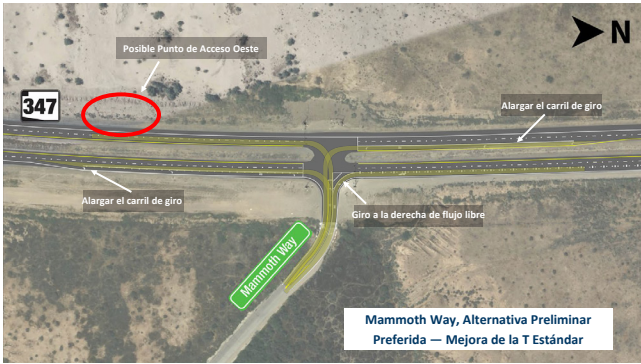 N
Posible Punto de Acceso Oeste
347
Alargar el carril de giro
Alargar el carril de giro
Giro a la derecha de flujo libre
Mammoth Way
Mammoth Way, Alternativa Preliminar
Preferida — Mejora de la T Estándar